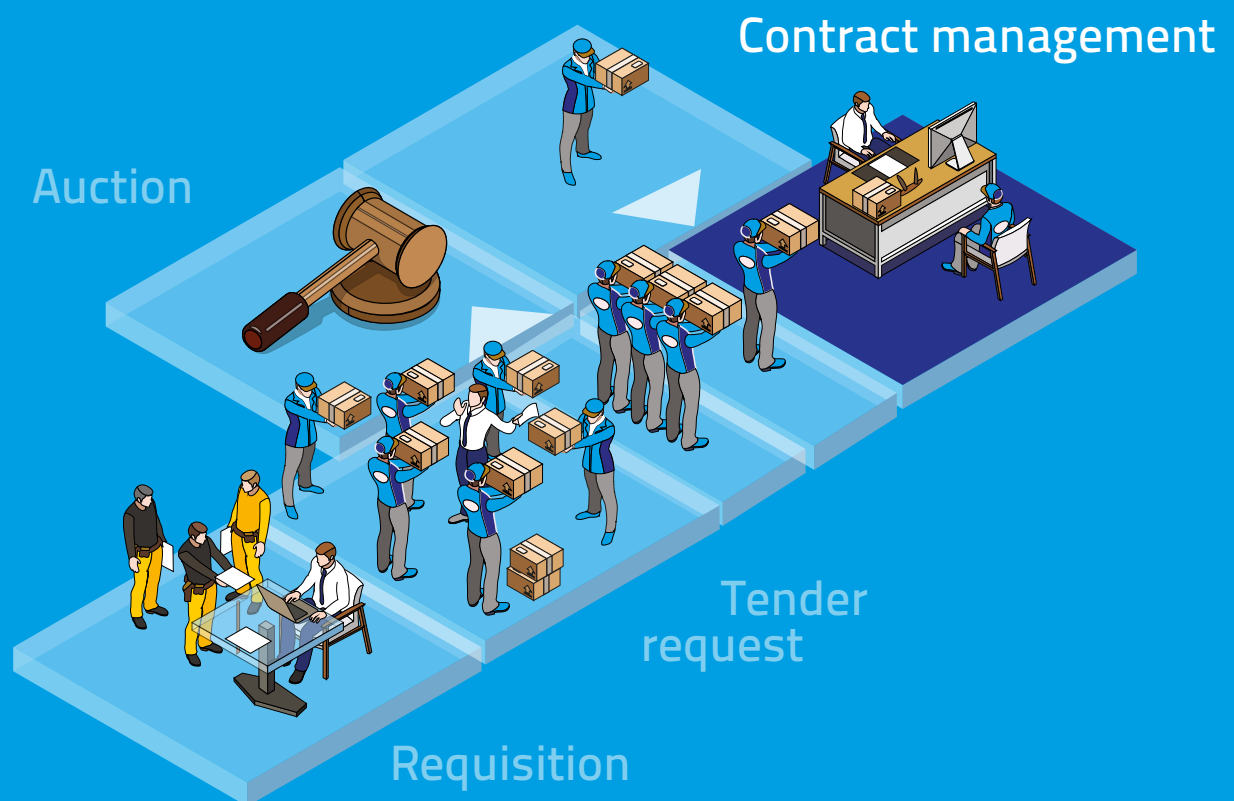 Contract management
Auction
Tender
request
Requisition